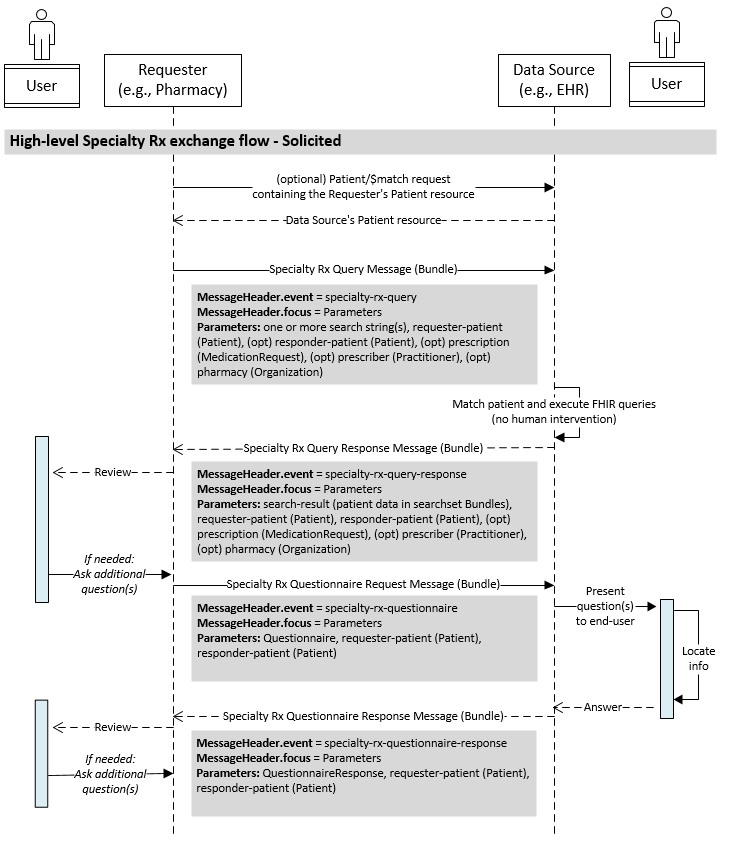 User
Requester
(e.g., Pharmacy)
Data Source
(e.g., EHR)
User
High-level Specialty Rx exchange flow - Solicited
(optional) Patient/$match request
containing the Requester's Patient resource
Data Source's Patient resource
Specialty Rx Query Message (Bundle)
MessageHeader.event = specialty-rx-query
MessageHeader.focus = Parameters
Parameters: one or more search string(s), requester-patient
(Patient), (opt) responder-patient (Patient), (opt) prescription
(MedicationRequest), (opt) prescriber (Practitioner), (opt)
pharmacy (Organization)
Match patient and execute FHIR queries
(no human intervention)
Specialty Rx Query Response Message (Bundle)
Review
MessageHeader.event = specialty-rx-query-response
MessageHeader.focus = Parameters
Parameters: search-result (patient data in searchset Bundles),
requester-patient (Patient), responder-patient (Patient), (opt)
prescription (MedicationRequest), (opt) prescriber (Practitioner),
(opt) pharmacy (Organization)
If needed:
Ask additional
question(s)
Specialty Rx Questionnaire Request Message (Bundle)
MessageHeader.event = specialty-rx-questionnaire
MessageHeader.focus = Parameters
Parameters: Questionnaire, requester-patient (Patient),
responder-patient (Patient)
Present
question(s)
to end-user
Locate
info
Answer
Specialty Rx Questionnaire Response Message (Bundle)
Review
MessageHeader.event = specialty-rx-questionnaire-response
MessageHeader.focus = Parameters
Parameters: QuestionnaireResponse, requester-patient (Patient),
responder-patient (Patient)
If needed:
Ask additional
question(s)